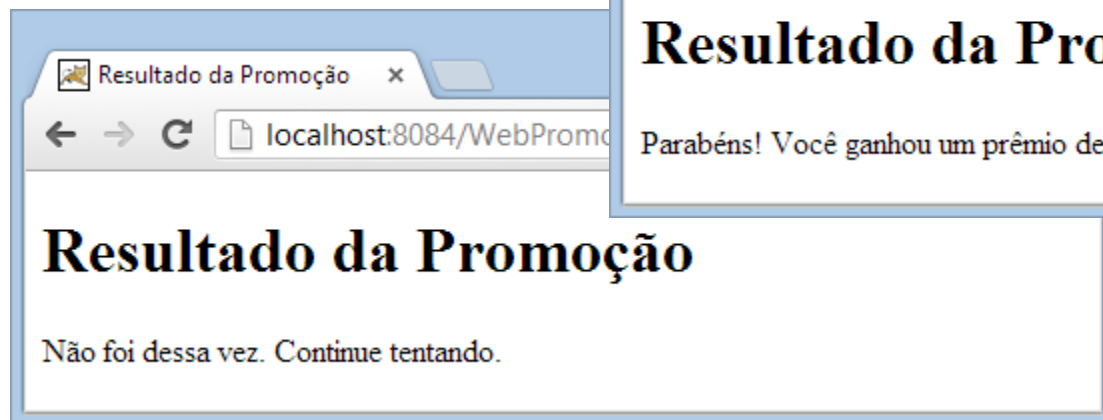 Resultado da Promoção
localhost:8084/WebPromo
Resultado da Promoção
Não foi dessa vez. Continue tentando.
Resultado da Pro
Parabéns! Você ganhou um prêmio de